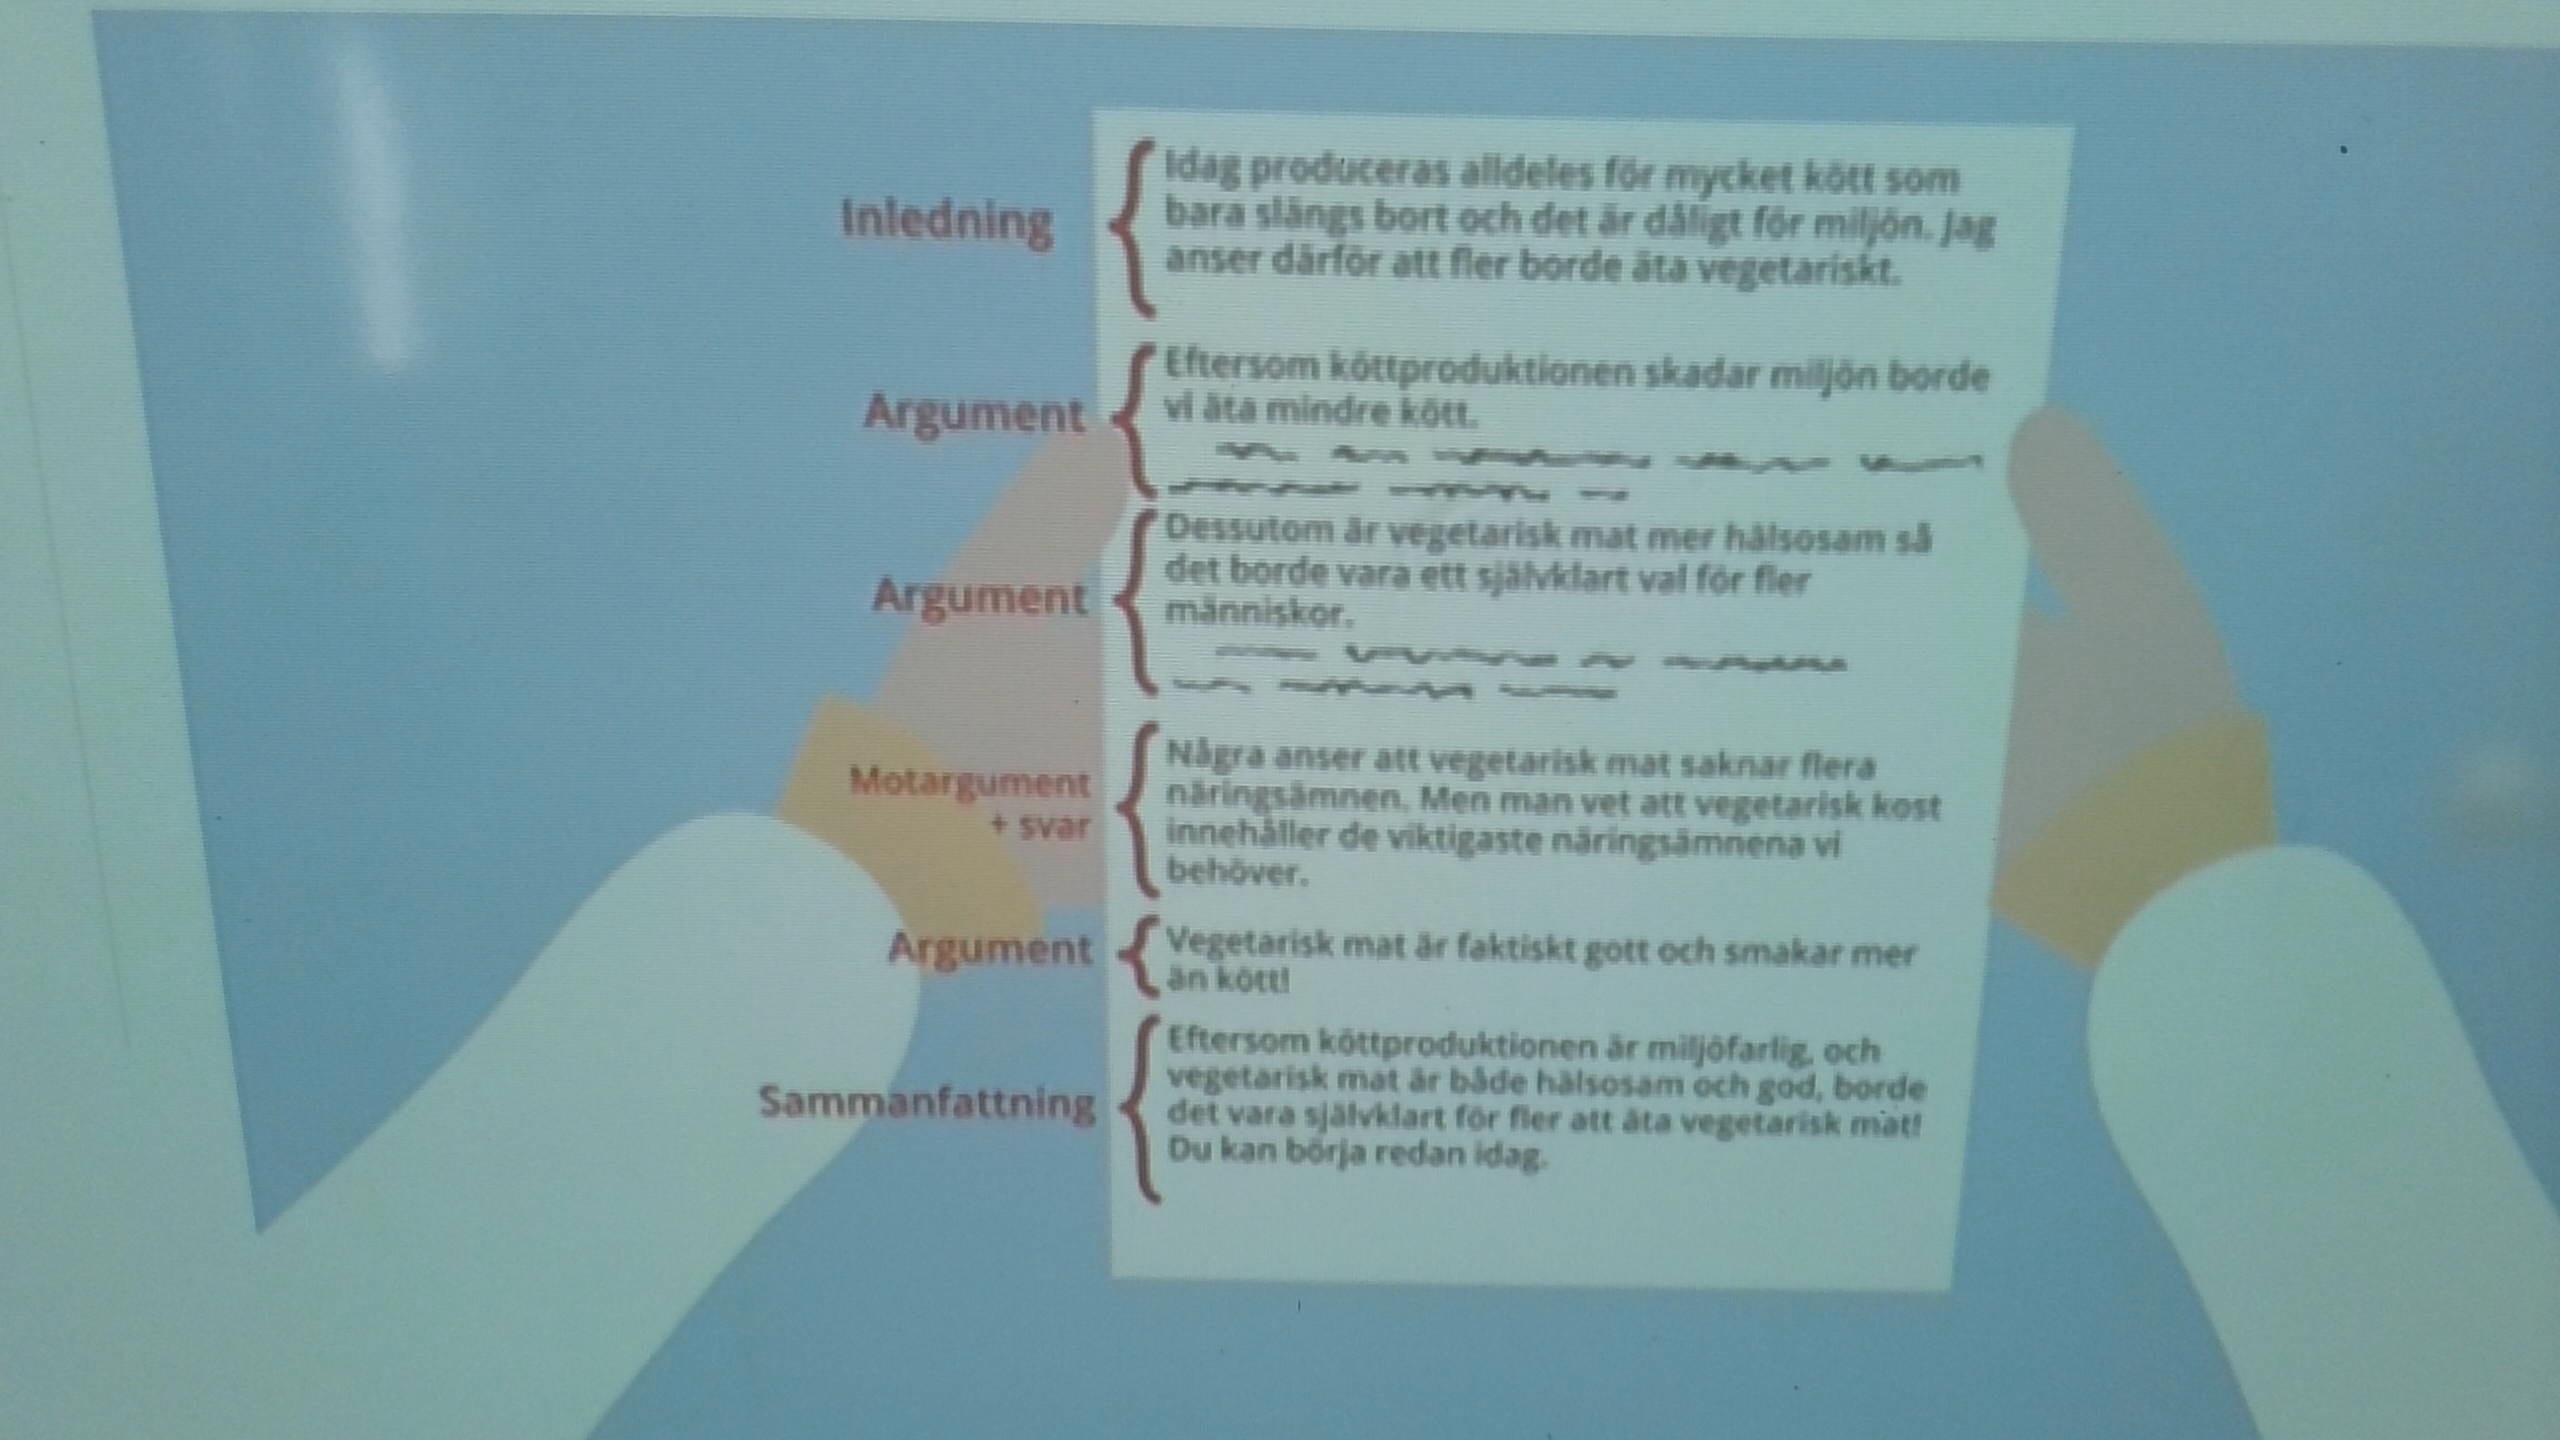 Inledning
Idag produceras alldeles för mycket kött som
bara slängs bort och det är dåligt för miljön. Jag
anser därför att fler borde äta vegetariskt.
Argument
Eftersom köttproduktionen skadar miljön borde
vi äta mindre kött.
Argument
Dessutom är vegetarisk mat mer hälsosam så
det borde vara ett självklart val för fler
människor.
Motargument
+ svar
Några anser att vegetarisk mat saknar flera
näringsämnen. Men man vet att vegetarisk kost
innehåller de viktigaste näringsämnena vi
behöver.
Argument
Vegetarisk mat är faktiskt gott och smakar mer
än kött!
Sammanfattning
Eftersom köttproduktionen är miljöfarlig, och
vegetarisk mat är både hälsosam och god, borde
det vara självklart för fler att äta vegetarisk mat!
Du kan börja redan idag.